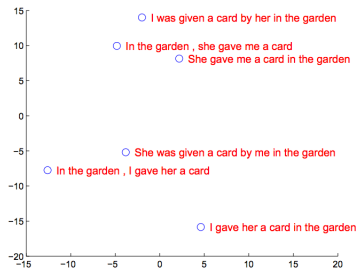 15
I was given a card by her in the garden
10
In the garden , she gave me a card
She gave me a card in the garden
5
0
−5
She was given a card by me in the garden
In the garden , I gave her a card
−10
−15
I gave her a card in the garden
−20
−15 −10 −5 0 5 10 15 20